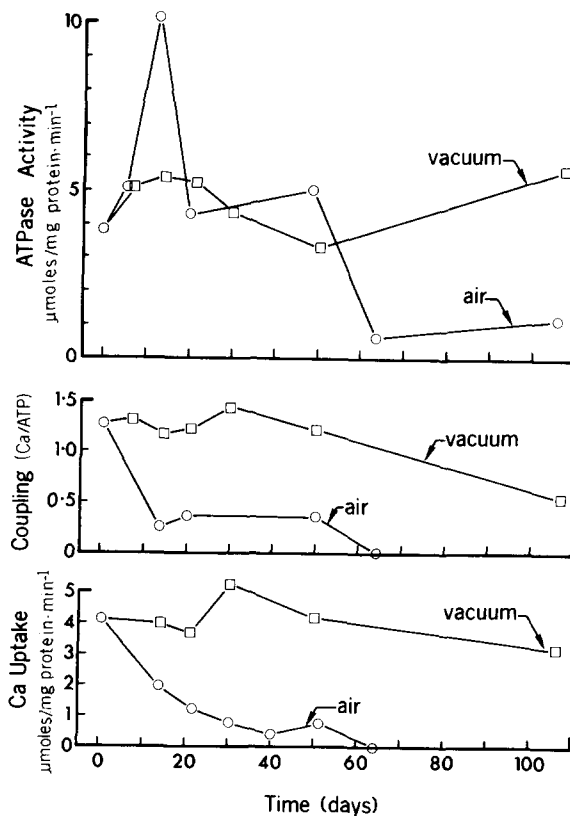 10
5
0
ATPase Activity
μmoles/mg protein·min⁻¹
vacuum
air
1·5
1·0
0·5
0
Coupling (Ca/ATP)
vacuum
air
5
4
3
2
1
0
Ca Uptake
μmoles/mg protein·min⁻¹
vacuum
air
0 20 40 60 80 100
Time (days)